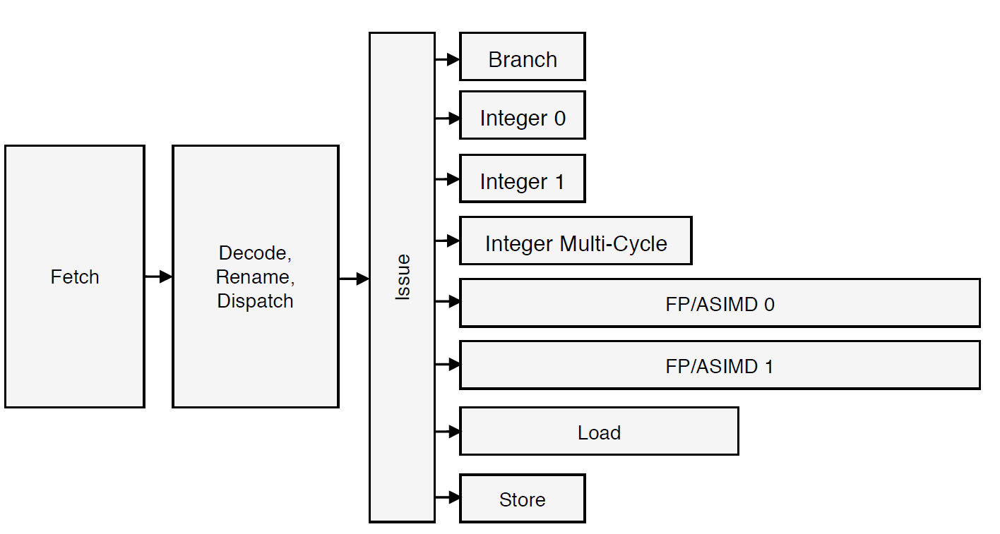 Fetch
Decode,
Rename,
Dispatch
Issue
Branch
Integer 0
Integer 1
Integer Multi-Cycle
FP/ASIMD 0
FP/ASIMD 1
Load
Store